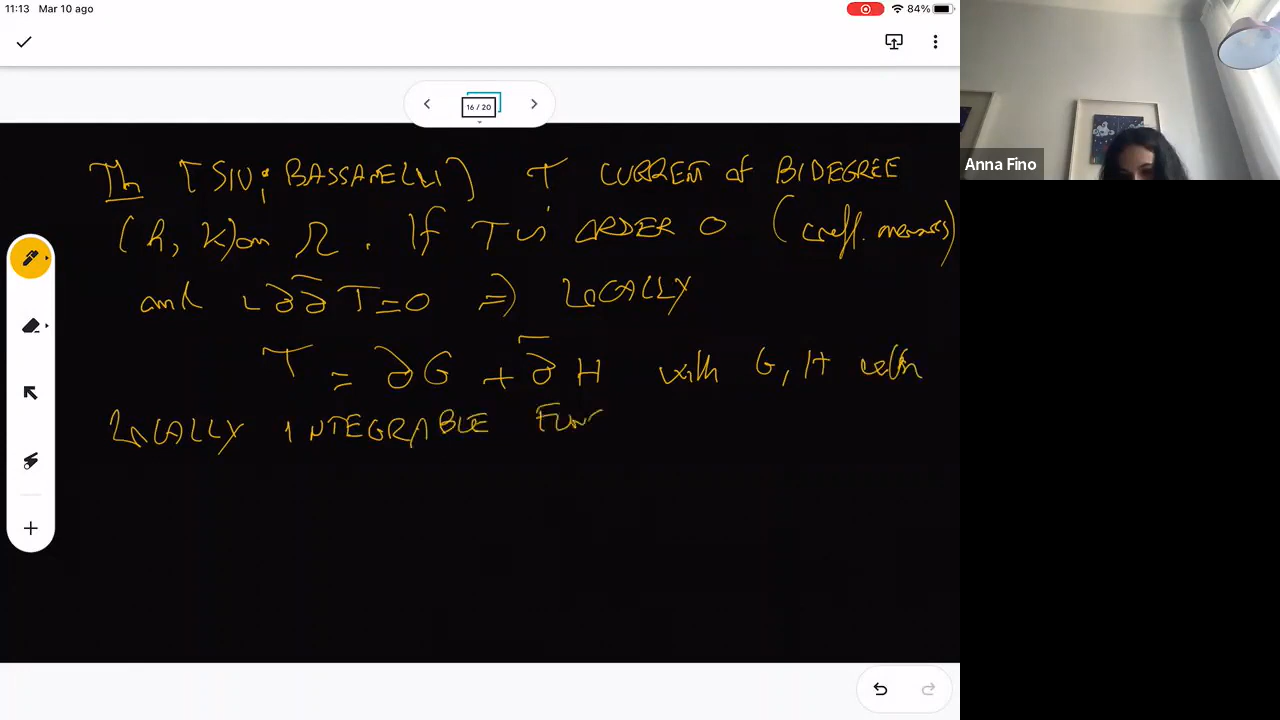 11:13 Mar 10 ago
84%
16 / 20
Anna Fino
Th [SIU; BASSANELLI] T CURRENT of BIDEGREE
(h, k) on Ω. If T is ORDER 0 (coeff. measures)
and i∂∂̅T=0 ⇒ LOCALLY
T = ∂G + ∂̅H with G, H with
LOCALLY INTEGRABLE FUNC